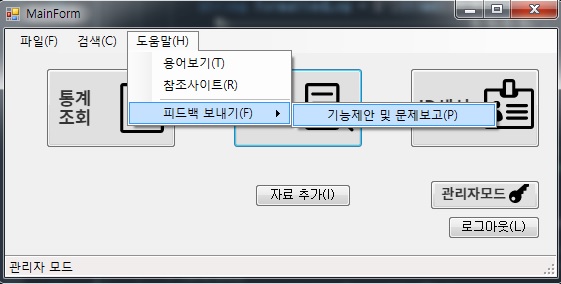 MainForm
파일(F) 검색(C) 도움말(H)
용어보기(T)
참조사이트(R)
피드백 보내기(F)
기능제안 및 문제보고(P)
통계
조회
자료 추가(I)
관리자모드
로그아웃(L)
관리자 모드